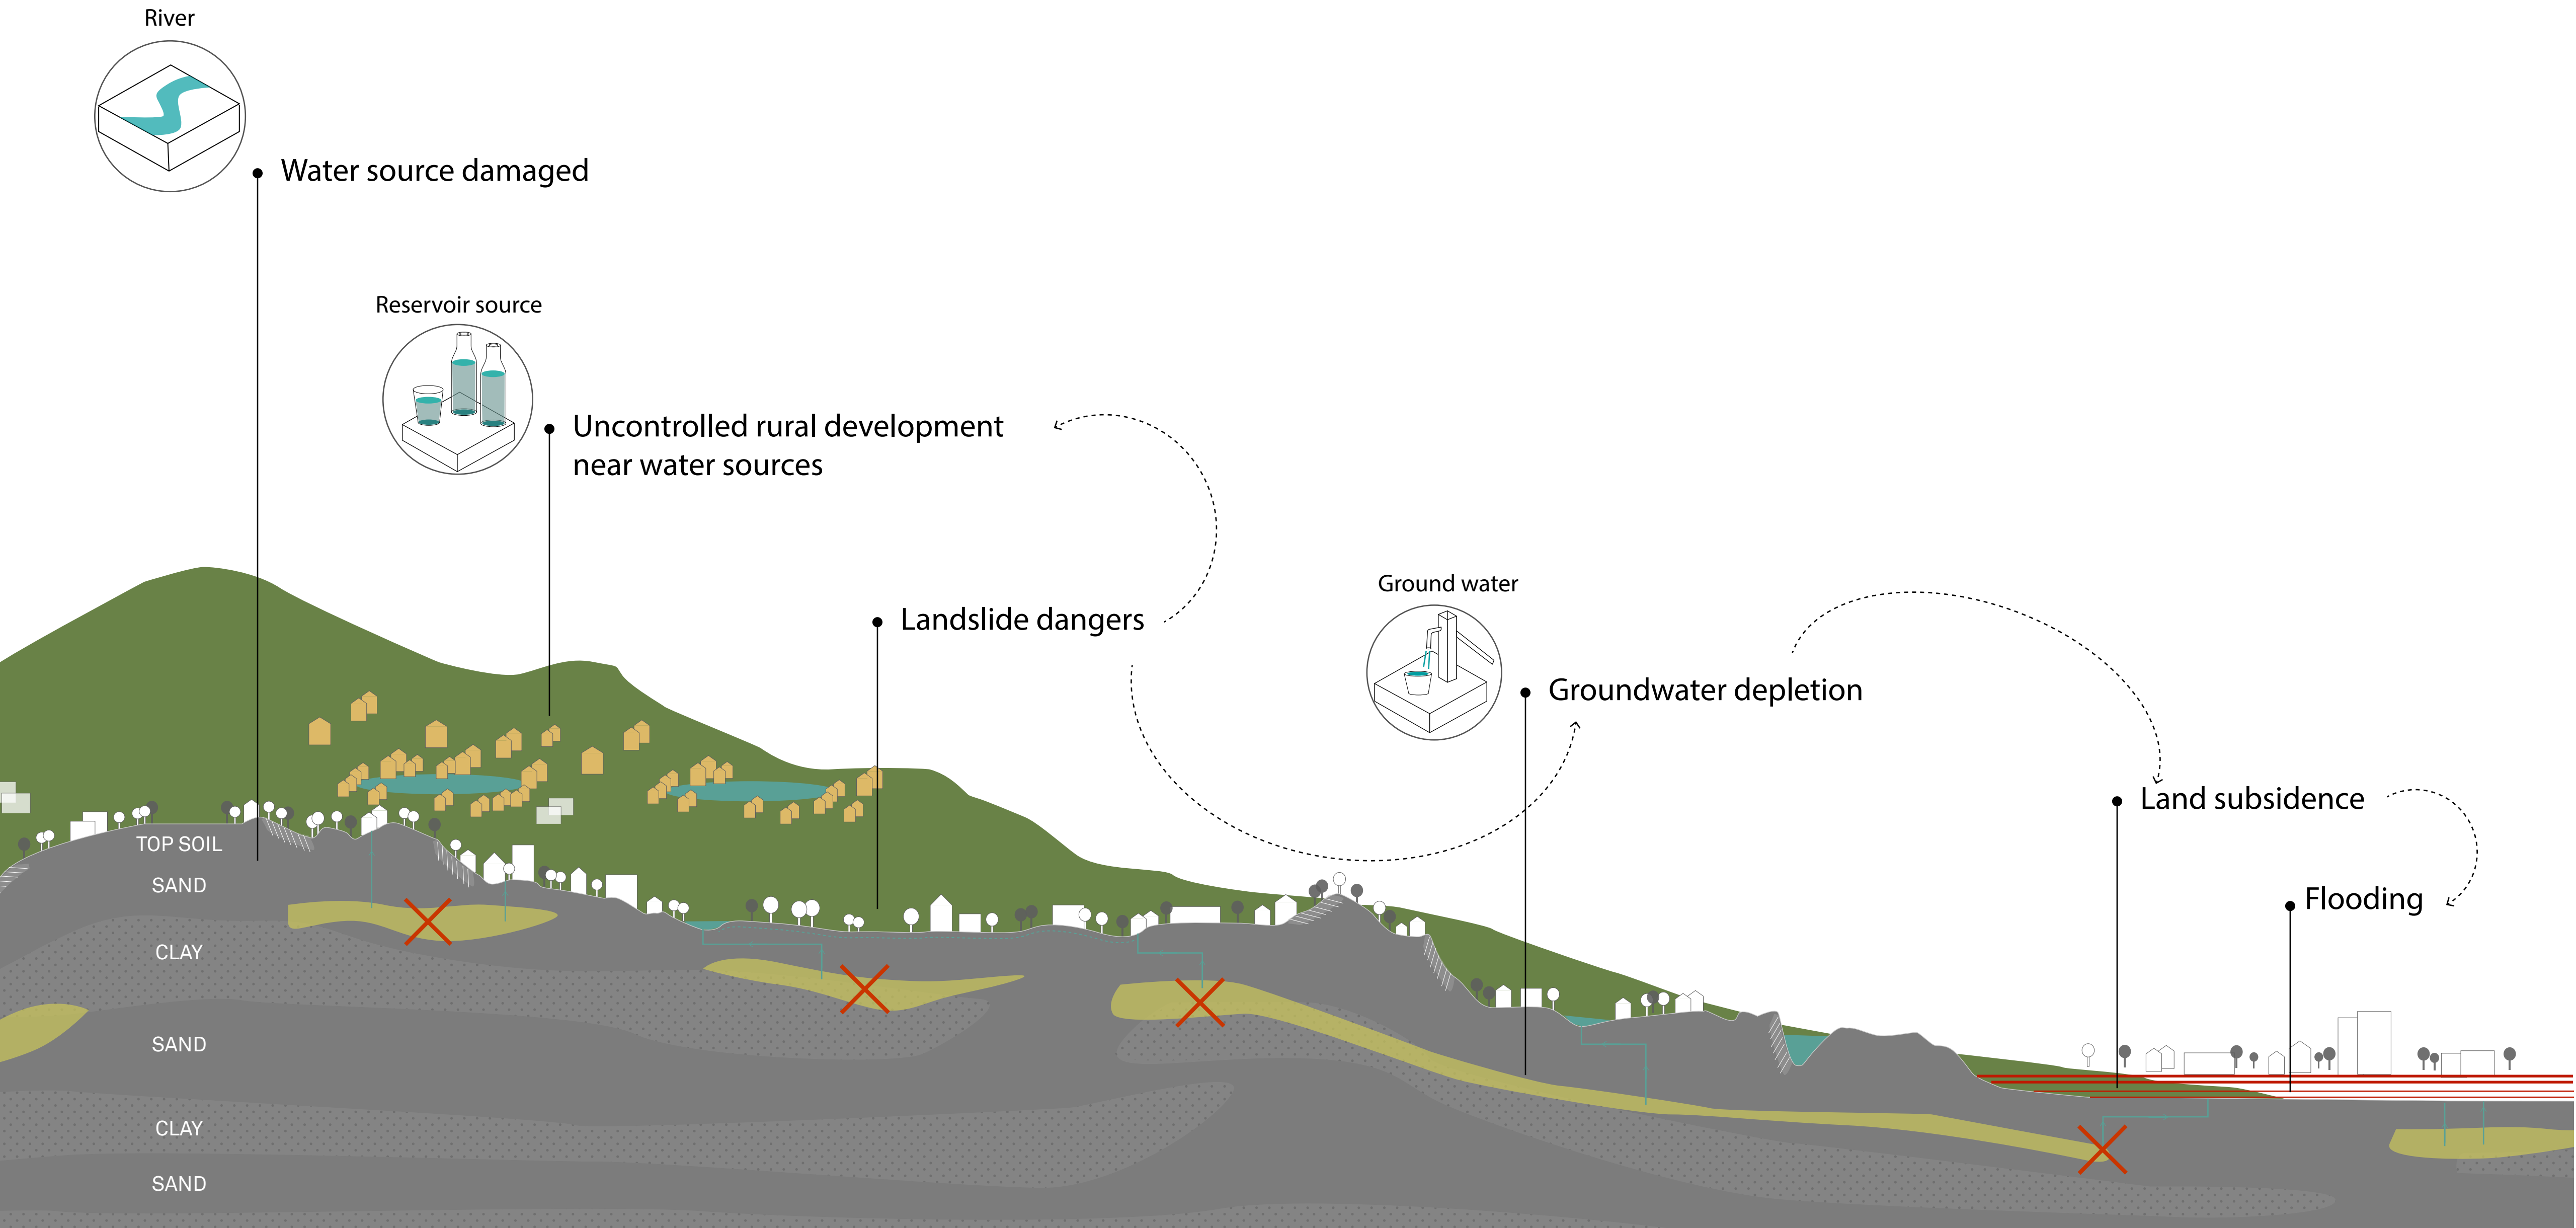 River
Water source damaged
Reservoir source
Uncontrolled rural development
near water sources
Landslide dangers
Ground water
Groundwater depletion
Land subsidence
Flooding
TOP SOIL
SAND
CLAY
SAND
CLAY
SAND